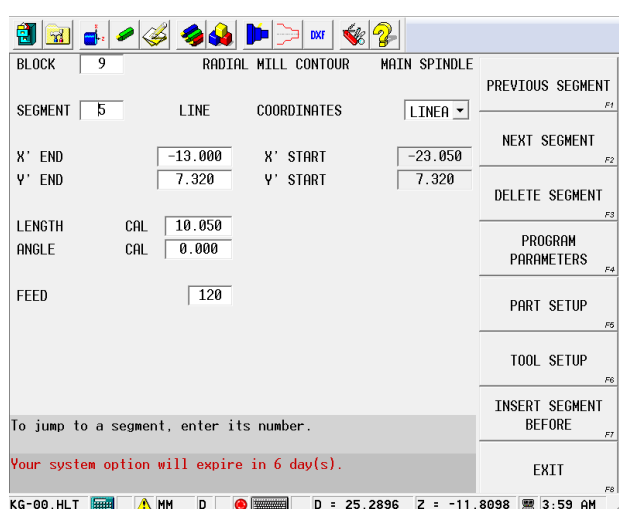 DXF
BLOCK 9 RADIAL MILL CONTOUR MAIN SPINDLE
PREVIOUS SEGMENT
F1
SEGMENT 5 LINE COORDINATES LINEA
NEXT SEGMENT
F2
X' END -13.000 X' START -23.050
Y' END 7.320 Y' START 7.320
DELETE SEGMENT
F3
LENGTH CAL 10.050
ANGLE CAL 0.000
PROGRAM
PARAMETERS
F4
FEED 120
PART SETUP
F5
TOOL SETUP
F6
INSERT SEGMENT
BEFORE
F7
To jump to a segment, enter its number.
Your system option will expire in 6 day(s).
EXIT
F8
KG-00.HLT MM D D = 25.2896 Z = -11.8098 3:59 AM